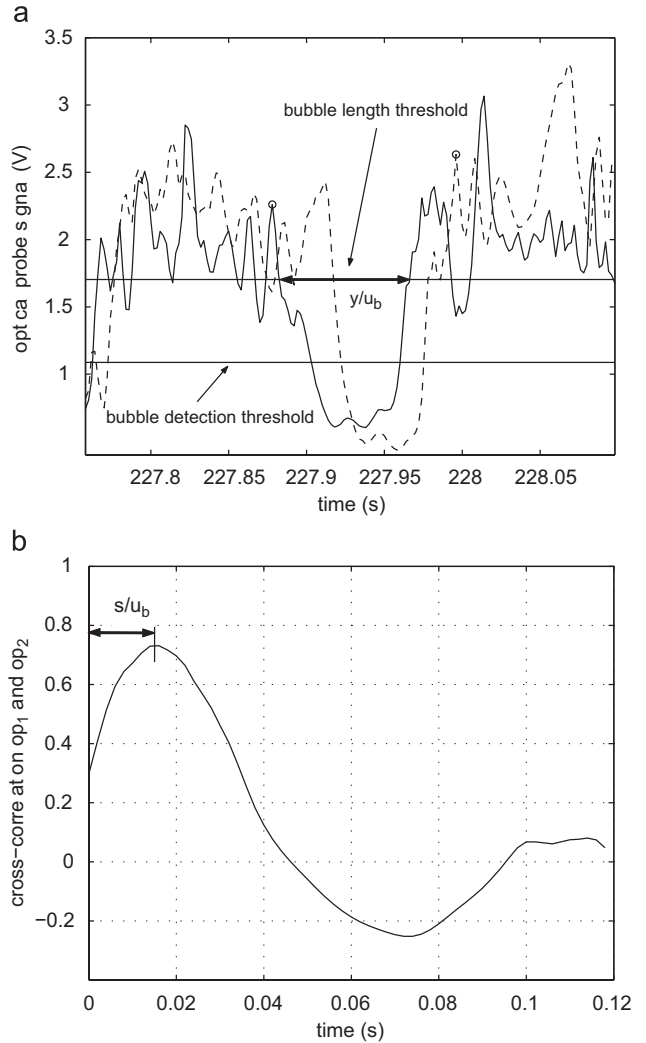 a
3.5
3
2.5
2
1.5
1
opt ca probe s gna (V)
bubble length threshold
y/u_b
bubble detection threshold
227.8 227.85 227.9 227.95 228 228.05
time (s)
b
1
0.8
0.6
0.4
0.2
0
−0.2
cross−corre at on op_1 and op_2
s/u_b
0 0.02 0.04 0.06 0.08 0.1 0.12
time (s)